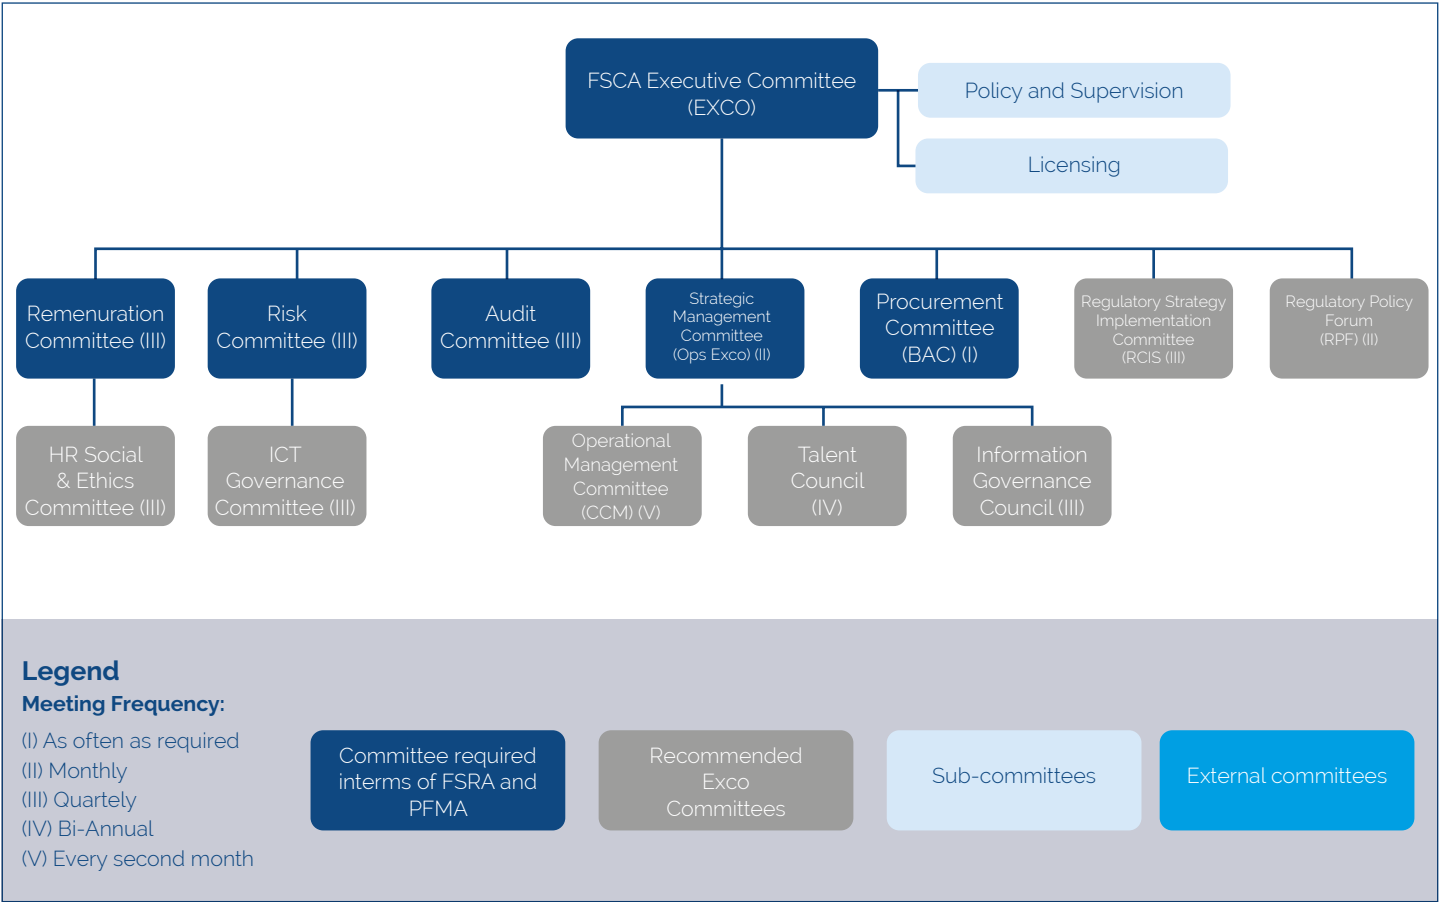 FSCA Executive Committee
(EXCO)
Policy and Supervision
Licensing
Remenuration
Committee (III)
Risk
Committee (III)
Audit
Committee (III)
Strategic
Management
Committee
(Ops Exco) (II)
Procurement
Committee
(BAC) (I)
Regulatory Strategy
Implementation
Committee
(RCIS (III)
Regulatory Policy
Forum
(RPF) (II)
HR Social
& Ethics
Committee (III)
ICT
Governance
Committee (III)
Operational
Management
Committee
(CCM) (V)
Talent
Council
(IV)
Information
Governance
Council (III)
Legend
Meeting Frequency:
(I) As often as required
(II) Monthly
(III) Quartely
(IV) Bi-Annual
(V) Every second month
Committee required
interms of FSRA and
PFMA
Recommended
Exco
Committees
Sub-committees
External committees